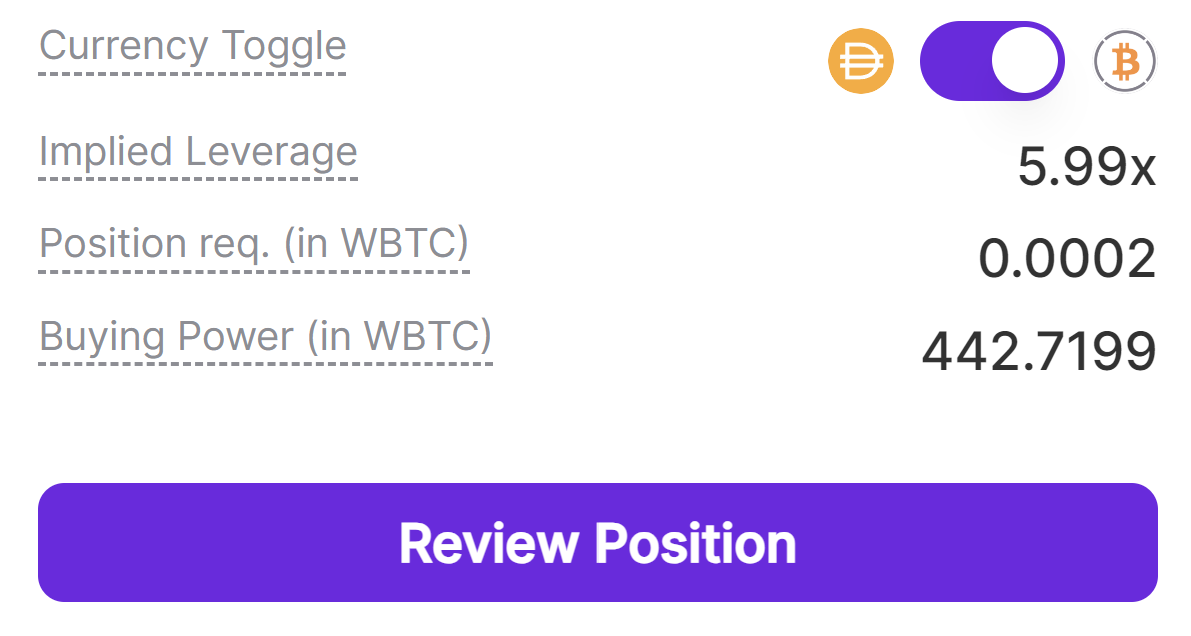 Currency Toggle
Implied Leverage
5.99x
Position req. (in WBTC)
0.0002
Buying Power (in WBTC)
442.7199
Review Position